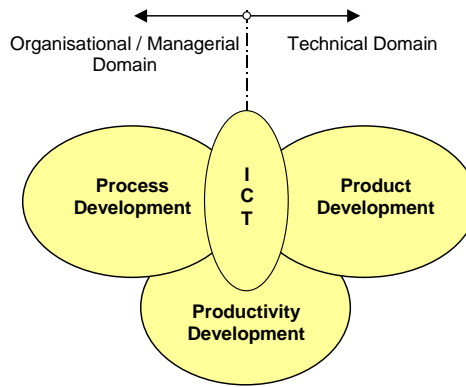 Organisational / Managerial
Domain
Technical Domain
Process
Development
I
C
T
Product
Development
Productivity
Development